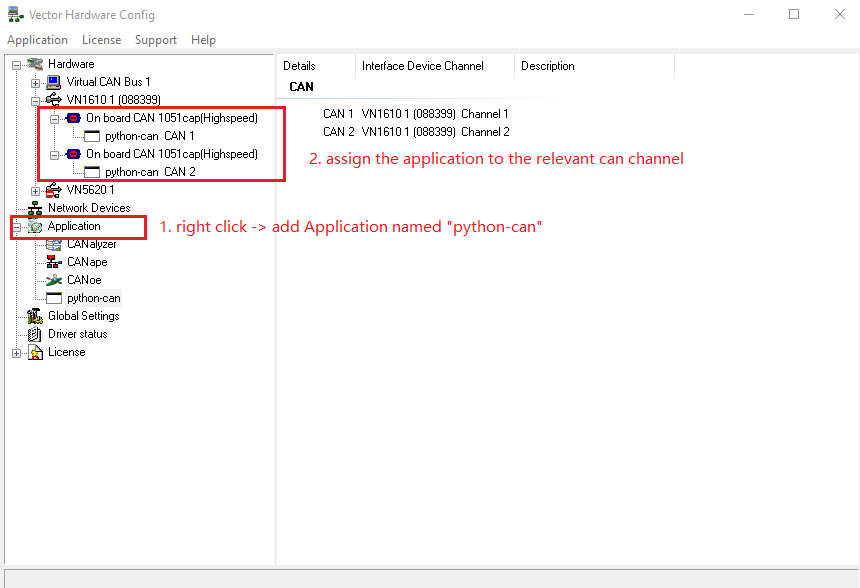 Vector Hardware Config
Application License Support Help
Hardware
Virtual CAN Bus 1
VN1610 1 (088399)
On board CAN 1051cap(Highspeed)
python-can CAN 1
On board CAN 1051cap(Highspeed)
python-can CAN 2
VN5620 1
Network Devices
Application
CANalyzer
CANape
CANoe
python-can
Global Settings
Driver status
License
Details Interface Device Channel Description
CAN
CAN 1 VN1610 1 (088399) Channel 1
CAN 2 VN1610 1 (088399) Channel 2
2. assign the application to the relevant can channel
1. right click -> add Application named "python-can"